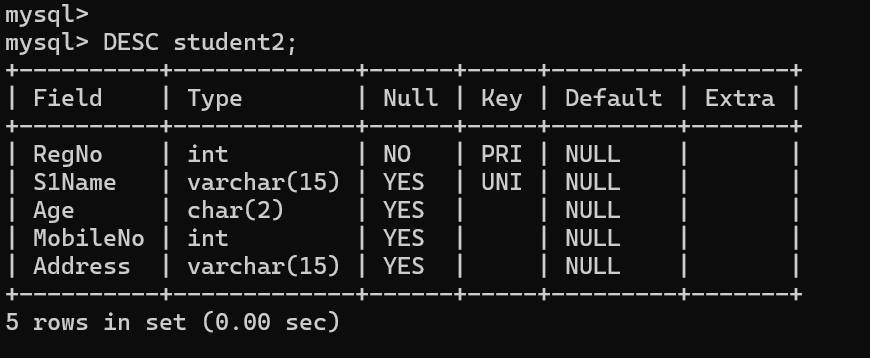 mysql>
mysql> DESC student2;
+----------+-------------+------+-----+---------+-------+
| Field    | Type        | Null | Key | Default | Extra |
+----------+-------------+------+-----+---------+-------+
| RegNo    | int         | NO   | PRI | NULL    |       |
| S1Name   | varchar(15) | YES  | UNI | NULL    |       |
| Age      | char(2)     | YES  |     | NULL    |       |
| MobileNo | int         | YES  |     | NULL    |       |
| Address  | varchar(15) | YES  |     | NULL    |       |
+----------+-------------+------+-----+---------+-------+
5 rows in set (0.00 sec)